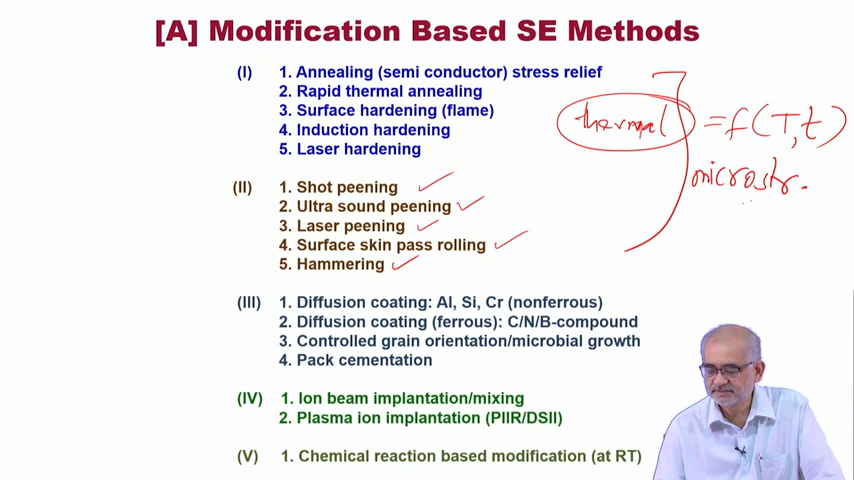 [A] Modification Based SE Methods
(I) 1. Annealing (semi conductor) stress relief
2. Rapid thermal annealing
3. Surface hardening (flame)
4. Induction hardening
5. Laser hardening
thermal = f(T,t)
microstr.
(II) 1. Shot peening
2. Ultra sound peening
3. Laser peening
4. Surface skin pass rolling
5. Hammering
(III) 1. Diffusion coating: Al, Si, Cr (nonferrous)
2. Diffusion coating (ferrous): C/N/B-compound
3. Controlled grain orientation/microbial growth
4. Pack cementation
(IV) 1. Ion beam implantation/mixing
2. Plasma ion implantation (PIIR/DSII)
(V) 1. Chemical reaction based modification (at RT)